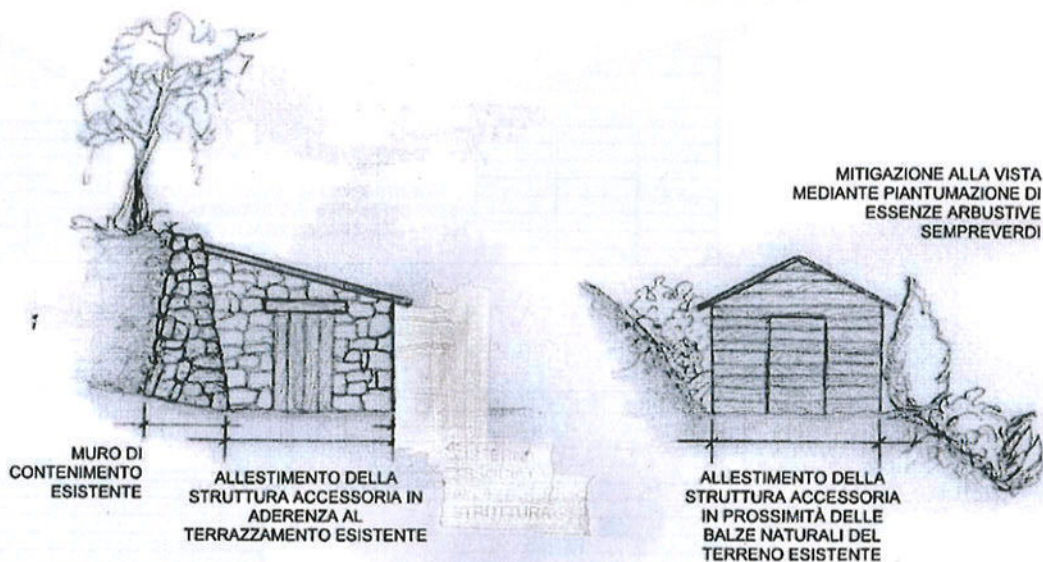 MITIGAZIONE ALLA VISTA
MEDIANTE PIANTUMAZIONE DI
ESSENZE ARBUSTIVE
SEMPREVERDI
MURO DI
CONTENIMENTO
ESISTENTE
ALLESTIMENTO DELLA
STRUTTURA ACCESSORIA IN
ADERENZA AL
TERRAZZAMENTO ESISTENTE
ALLESTIMENTO DELLA
STRUTTURA ACCESSORIA
IN PROSSIMITÀ DELLE
BALZE NATURALI DEL
TERRENO ESISTENTE